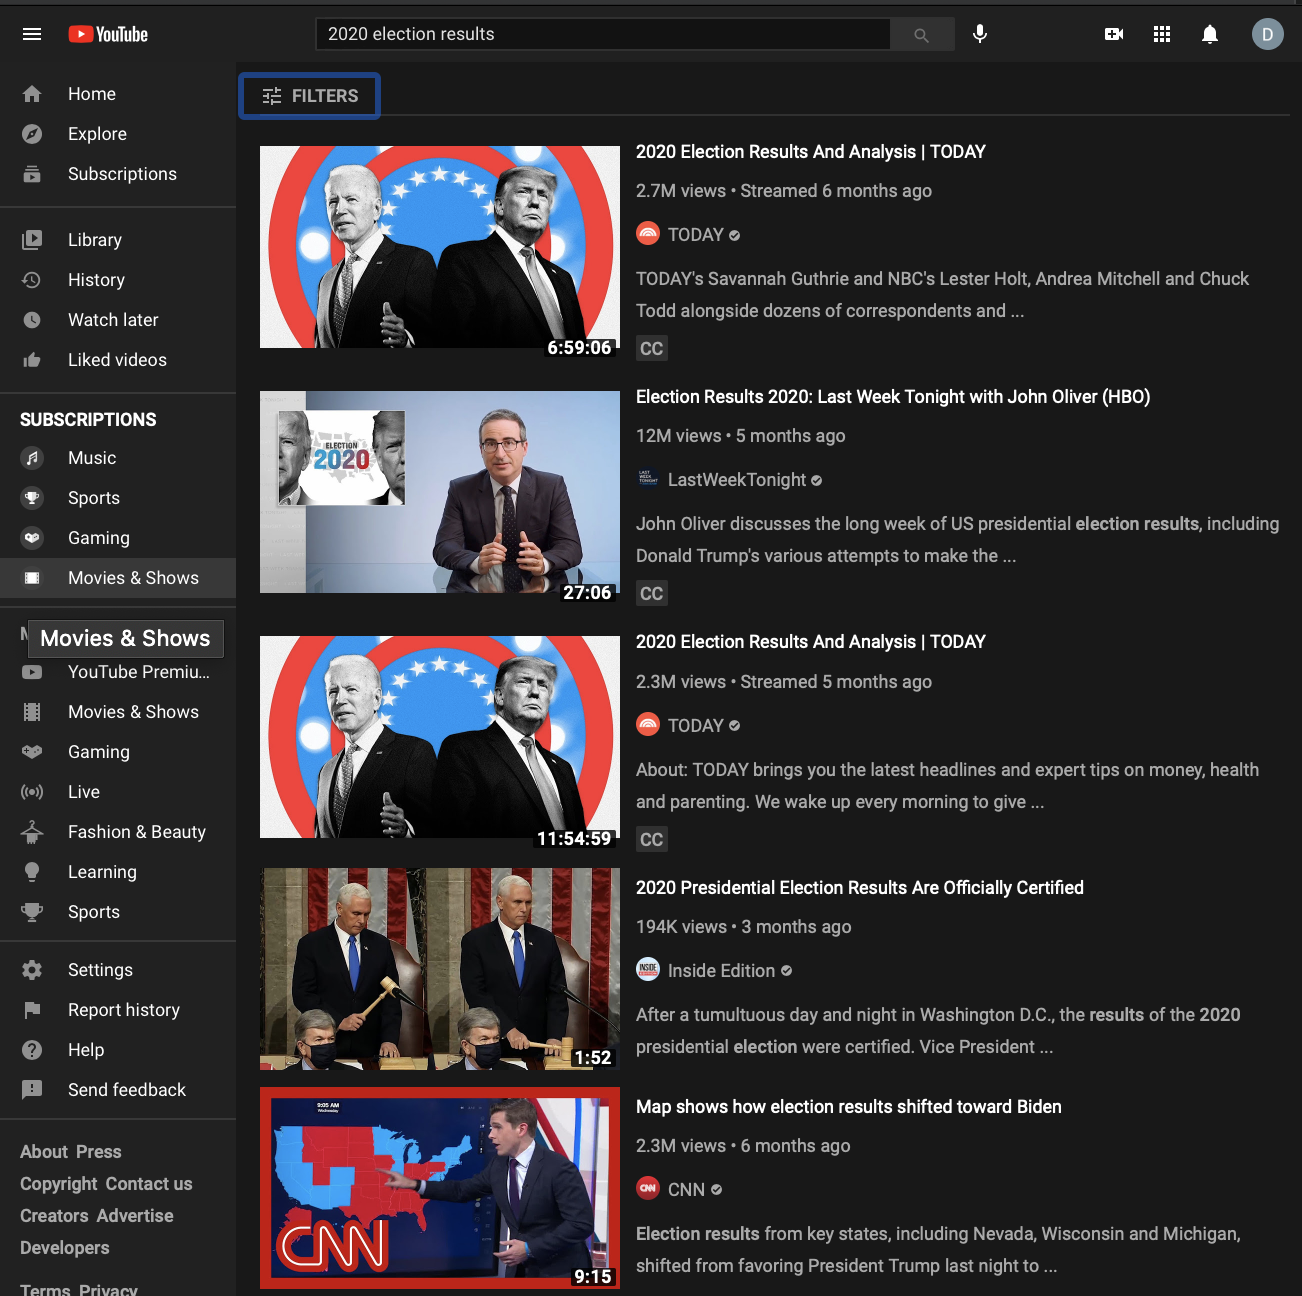 YouTube
2020 election results
D
Home
Explore
Subscriptions
Library
History
Watch later
Liked videos
SUBSCRIPTIONS
Music
Sports
Gaming
Movies & Shows
Movies & Shows
YouTube Premiu...
Movies & Shows
Gaming
Live
Fashion & Beauty
Learning
Sports
Settings
Report history
Help
Send feedback
About Press
Copyright Contact us
Creators Advertise
Developers
Terms Privacy
FILTERS
6:59:06
2020 Election Results And Analysis | TODAY
2.7M views • Streamed 6 months ago
TODAY
TODAY's Savannah Guthrie and NBC's Lester Holt, Andrea Mitchell and Chuck
Todd alongside dozens of correspondents and ...
CC
ELECTION
2020
27:06
Election Results 2020: Last Week Tonight with John Oliver (HBO)
12M views • 5 months ago
LAST
WEEK
TONIGHT
LastWeekTonight
John Oliver discusses the long week of US presidential election results, including
Donald Trump's various attempts to make the ...
CC
11:54:59
2020 Election Results And Analysis | TODAY
2.3M views • Streamed 5 months ago
TODAY
About: TODAY brings you the latest headlines and expert tips on money, health
and parenting. We wake up every morning to give ...
CC
1:52
2020 Presidential Election Results Are Officially Certified
194K views • 3 months ago
INSIDE
EDITION
Inside Edition
After a tumultuous day and night in Washington D.C., the results of the 2020
presidential election were certified. Vice President ...
9:05 AM
Wednesday
CNN
9:15
Map shows how election results shifted toward Biden
2.3M views • 6 months ago
CNN
CNN
Election results from key states, including Nevada, Wisconsin and Michigan,
shifted from favoring President Trump last night to ...